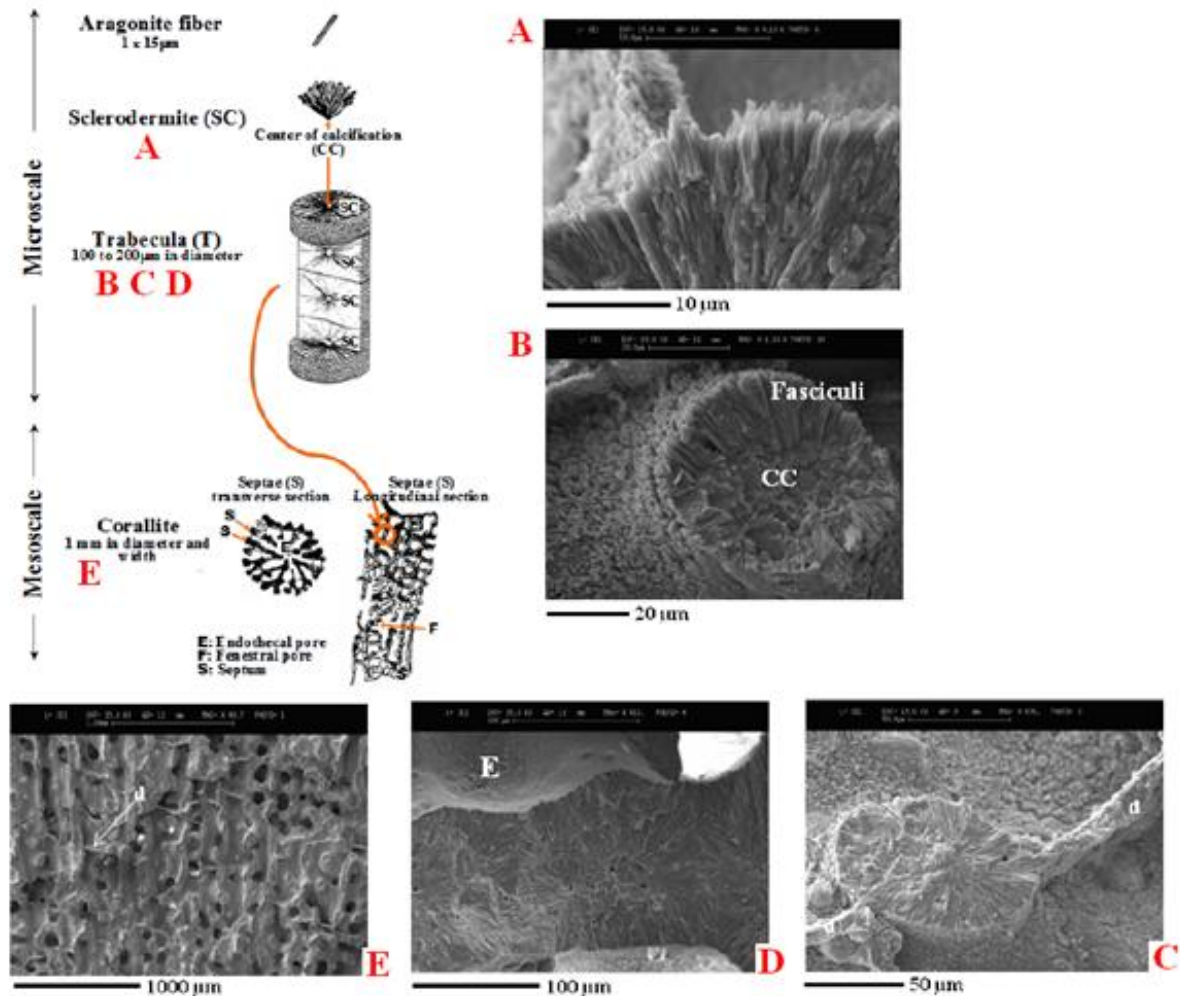 Microscale
Mesoscale
Aragonite fiber
1 x 15µm
Sclerodermite (SC)
A
Center of calcification
(CC)
SC
SC
SC
SC
Trabecula (T)
100 to 200µm in diameter
B C D
Septae (S)
transverse section
Septae (S)
Longitudinal section
S
S
E
Corallite
1 mm in diameter and
width
E
F
E: Endothecal pore
F: Fenestral pore
S: Septum
A
10 µm
B
Fasciculi
CC
20 µm
d
E
1000 µm
E
D
100 µm
d
d
C
50 µm